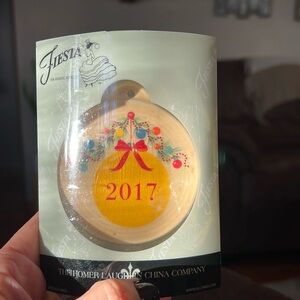 FIESTA
2017
THE HOMER LAUGHLIN CHINA COMPANY